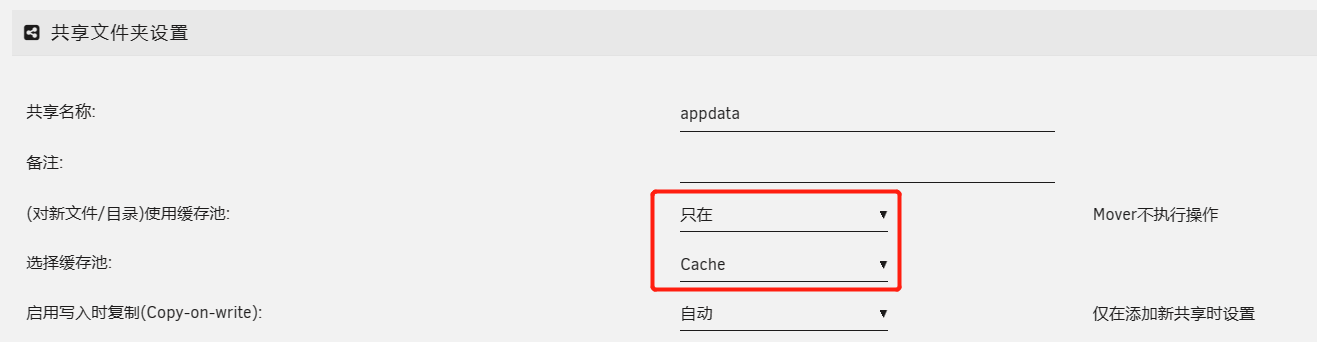 共享文件夹设置
共享名称: appdata
备注:
(对新文件/目录)使用缓存池: 只在 Mover不执行操作
选择缓存池: Cache
启用写入时复制(Copy-on-write): 自动 仅在添加新共享时设置